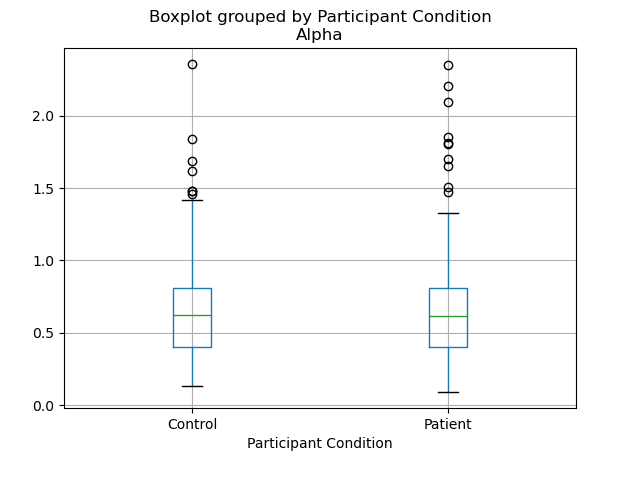 Boxplot grouped by Participant Condition
Alpha
2.0
1.5
1.0
0.5
0.0
Control Patient
Participant Condition